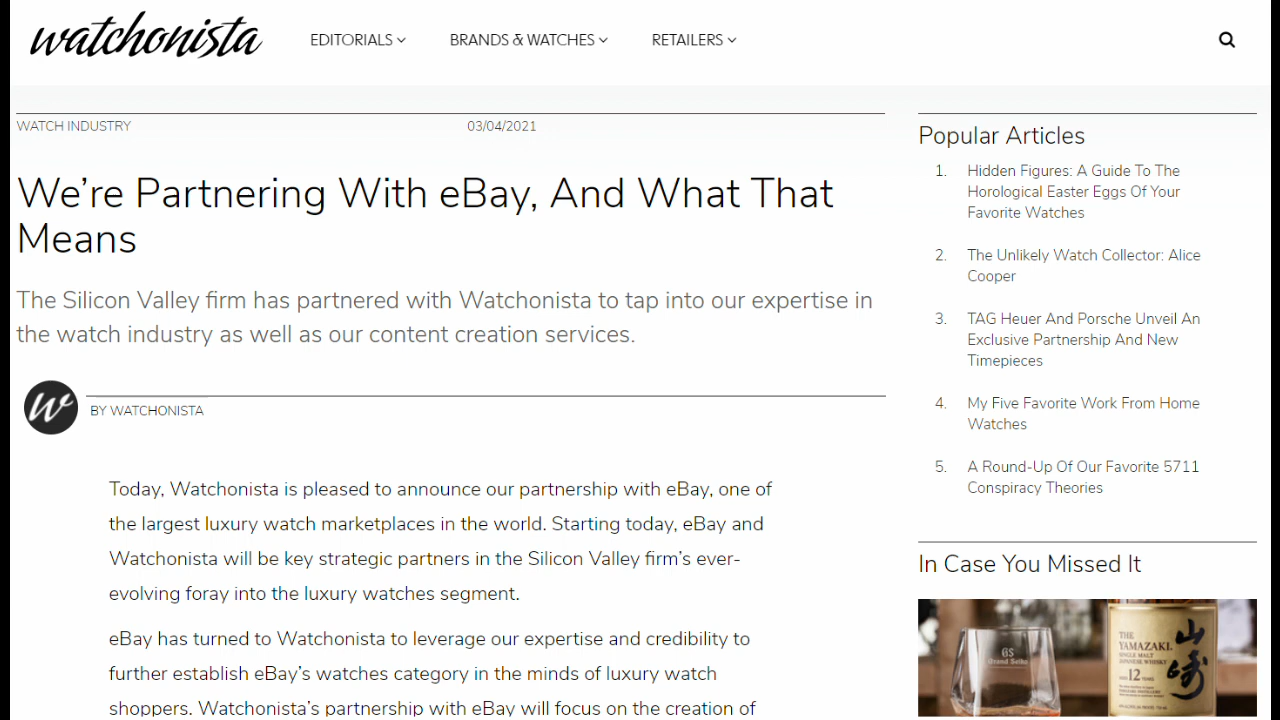 watchonista
EDITORIALS
BRANDS & WATCHES
RETAILERS
WATCH INDUSTRY
03/04/2021
We're Partnering With eBay, And What That
Means
The Silicon Valley firm has partnered with Watchonista to tap into our expertise in
the watch industry as well as our content creation services.
W
BY WATCHONISTA
Today, Watchonista is pleased to announce our partnership with eBay, one of
the largest luxury watch marketplaces in the world. Starting today, eBay and
Watchonista will be key strategic partners in the Silicon Valley firm's ever-
evolving foray into the luxury watches segment.
eBay has turned to Watchonista to leverage our expertise and credibility to
further establish eBay's watches category in the minds of luxury watch
shoppers. Watchonista's partnership with eBay will focus on the creation of
Popular Articles
1. Hidden Figures: A Guide To The
Horological Easter Eggs Of Your
Favorite Watches
2. The Unlikely Watch Collector: Alice
Cooper
3. TAG Heuer And Porsche Unveil An
Exclusive Partnership And New
Timepieces
4. My Five Favorite Work From Home
Watches
5. A Round-Up Of Our Favorite 5711
Conspiracy Theories
In Case You Missed It
GS
Grand Seiko
THE
YAMAZAKI
SINGLE MALT
JAPANESE WHISKY
12 YEARS
山崎